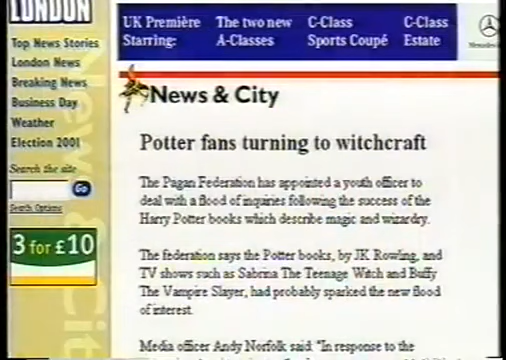 LONDON
UK Première
Starring:
The two new
A-Classes
C-Class
Sports Coupé
C-Class
Estate
Top News Stories
London News
Breaking News
Business Day
Weather
Election 2001
Search the site
Go
Search Options
3 for £10
News & City
News & City
Potter fans turning to witchcraft
The Pagan Federation has appointed a youth officer to
deal with a flood of inquiries following the success of the
Harry Potter books which describe magic and wizardry.
The federation says the Potter books, by JK Rowling, and
TV shows such as Sabrina The Teenage Witch and Buffy
The Vampire Slayer, had probably sparked the new flood
of interest.
Media officer Andy Norfolk said: "In response to the